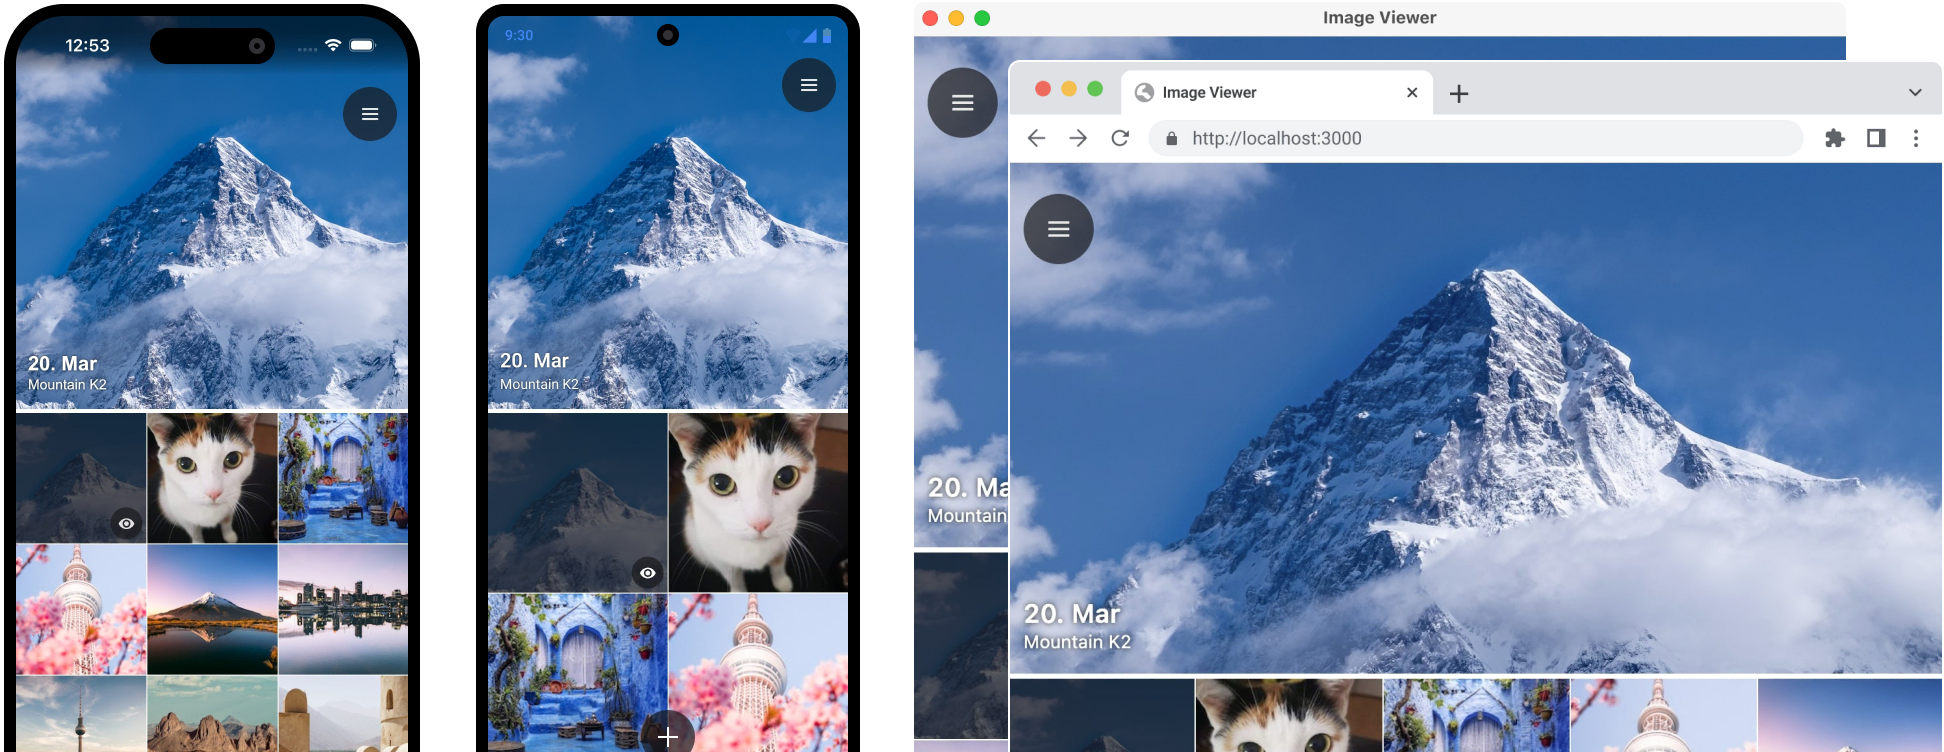 12:53
20. Mar
Mountain K2
9:30
20. Mar
Mountain K2
Image Viewer
20. Ma
Mountain
Image Viewer
http://localhost:3000
20. Mar
Mountain K2